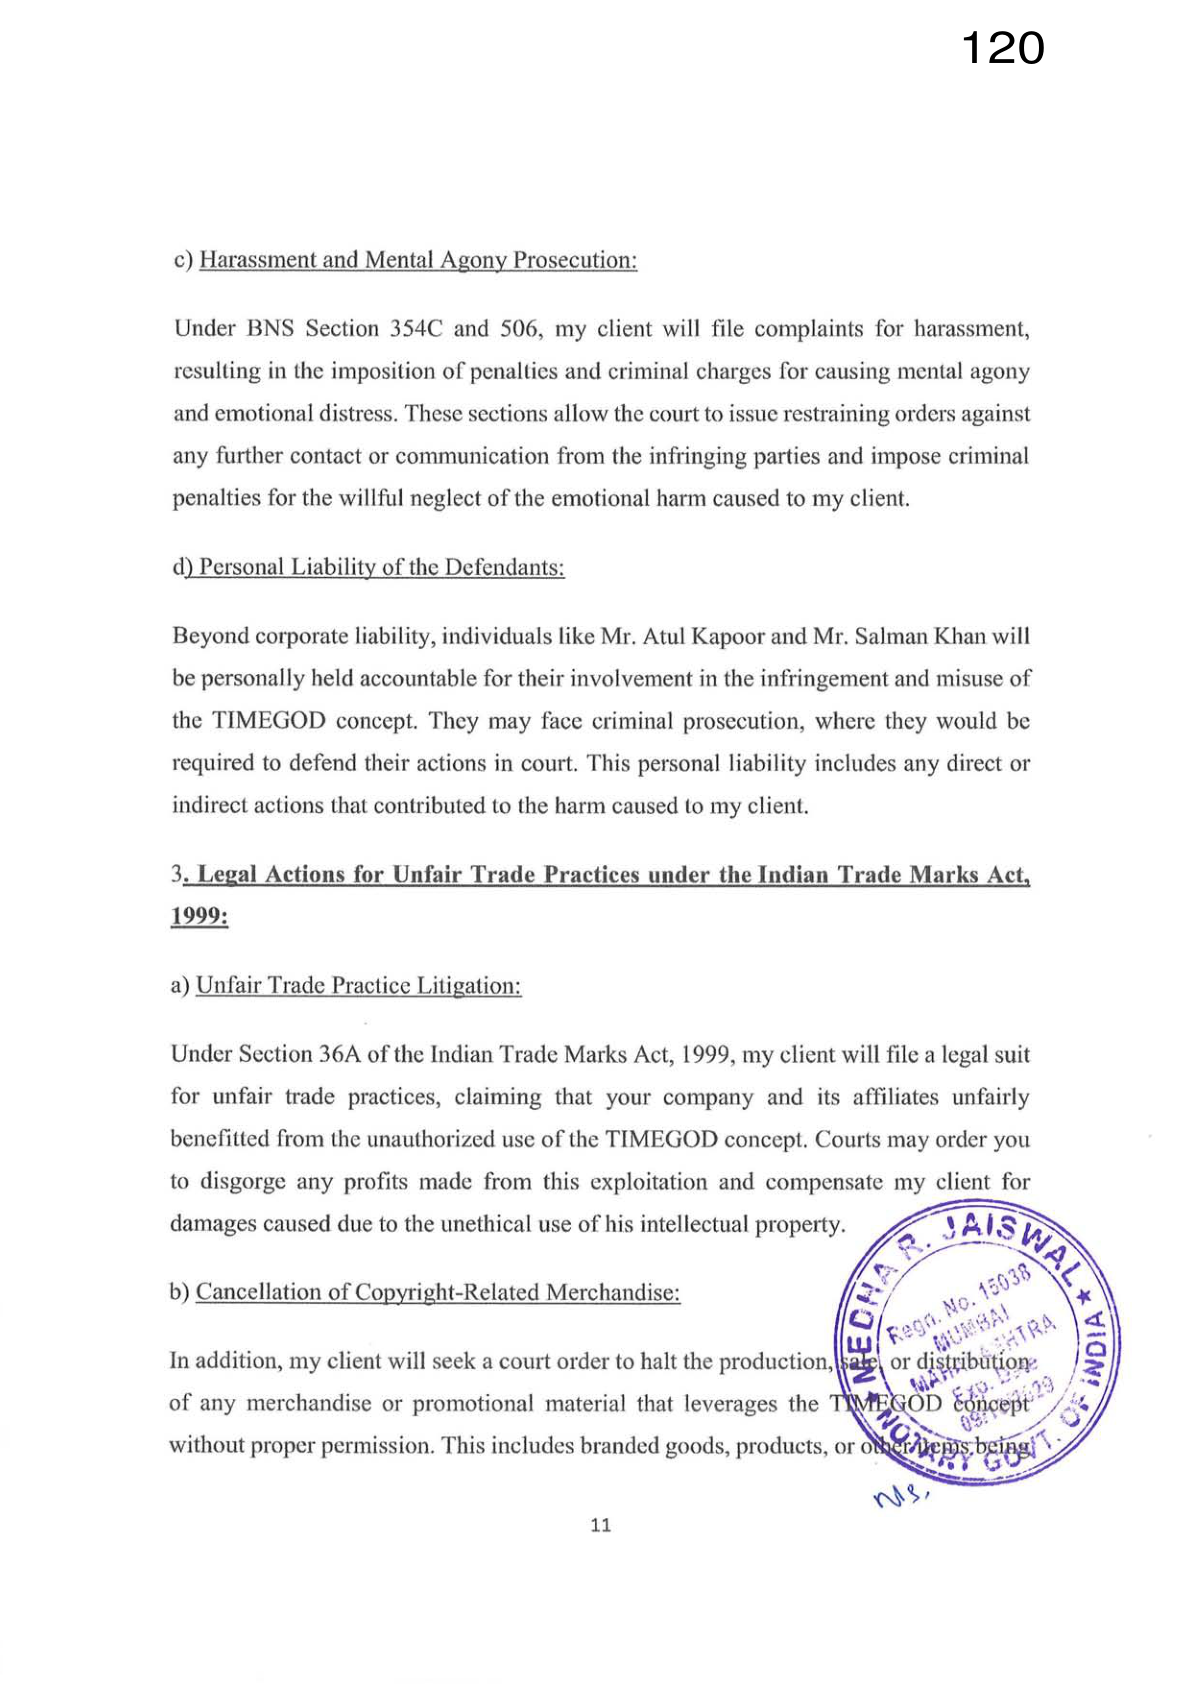 120
c) Harassment and Mental Agony Prosecution:
Under BNS Section 354C and 506, my client will file complaints for harassment,
resulting in the imposition of penalties and criminal charges for causing mental agony
and emotional distress. These sections allow the court to issue restraining orders against
any further contact or communication from the infringing parties and impose criminal
penalties for the willful neglect of the emotional harm caused to my client.
d) Personal Liability of the Defendants:
Beyond corporate liability, individuals like Mr. Atul Kapoor and Mr. Salman Khan will
be personally held accountable for their involvement in the infringement and misuse of
the TIMEGOD concept. They may face criminal prosecution, where they would be
required to defend their actions in court. This personal liability includes any direct or
indirect actions that contributed to the harm caused to my client.
3. Legal Actions for Unfair Trade Practices under the Indian Trade Marks Act,
1999:
a) Unfair Trade Practice Litigation:
Under Section 36A of the Indian Trade Marks Act, 1999, my client will file a legal suit
for unfair trade practices, claiming that your company and its affiliates unfairly
benefitted from the unauthorized use of the TIMEGOD concept. Courts may order you
to disgorge any profits made from this exploitation and compensate my client for
damages caused due to the unethical use of his intellectual property.
b) Cancellation of Copyright-Related Merchandise:
In addition, my client will seek a court order to halt the production, sale, or distribution
of any merchandise or promotional material that leverages the TIMEGOD concept
without proper permission. This includes branded goods, products, or other items being
MEDHA R. JAISWAL
NOTARY GOVT. OF INDIA
Regn. No. 15038
MUMBAI
MAHARASHTRA
Exp. Date
11